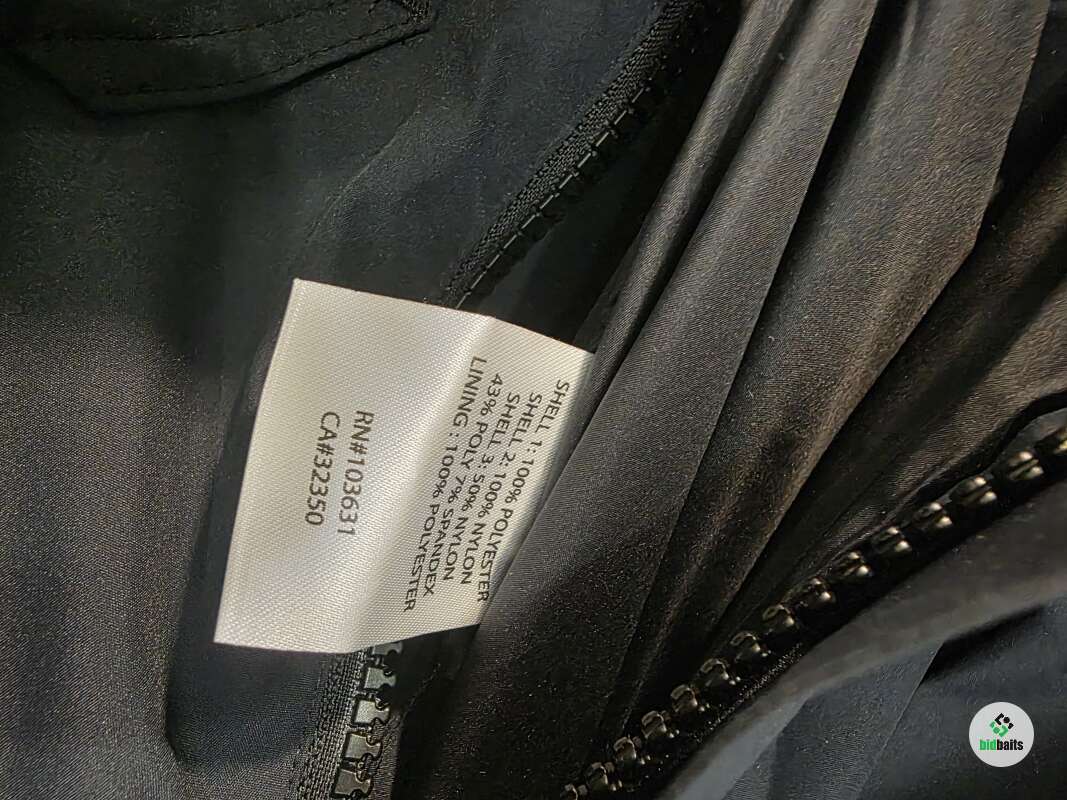 SHELL 1: 100% POLYESTER
SHELL 2: 100% NYLON
SHELL 3: 50% NYLON
43% POLY 7% SPANDEX
LINING : 100% POLYESTER
RN#103631
CA#32350
bidbaits